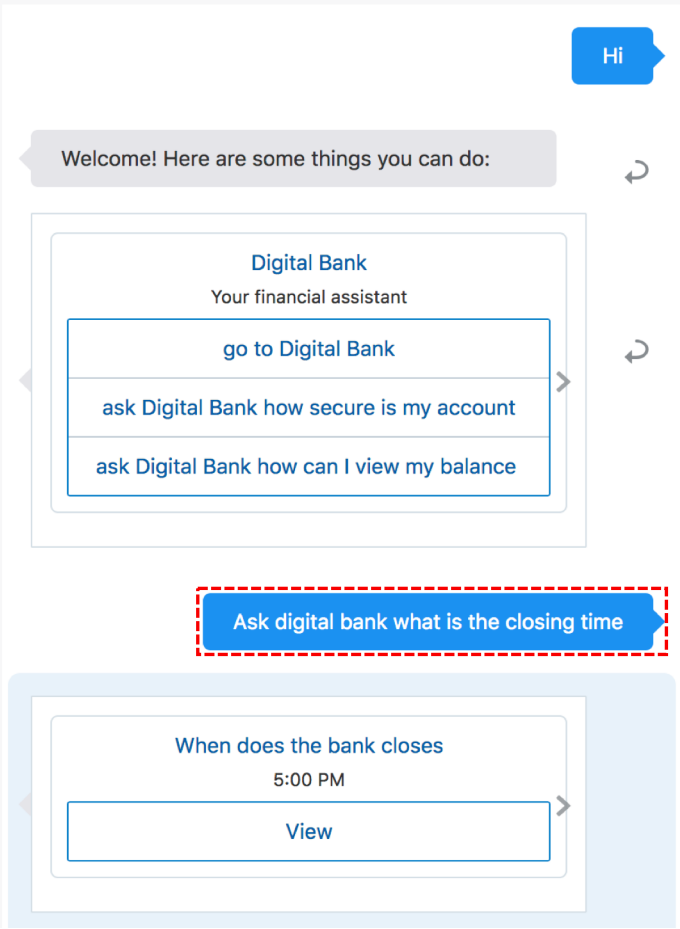 Hi
Welcome! Here are some things you can do:
Digital Bank
Your financial assistant
go to Digital Bank
ask Digital Bank how secure is my account
ask Digital Bank how can I view my balance
Ask digital bank what is the closing time
When does the bank closes
5:00 PM
View